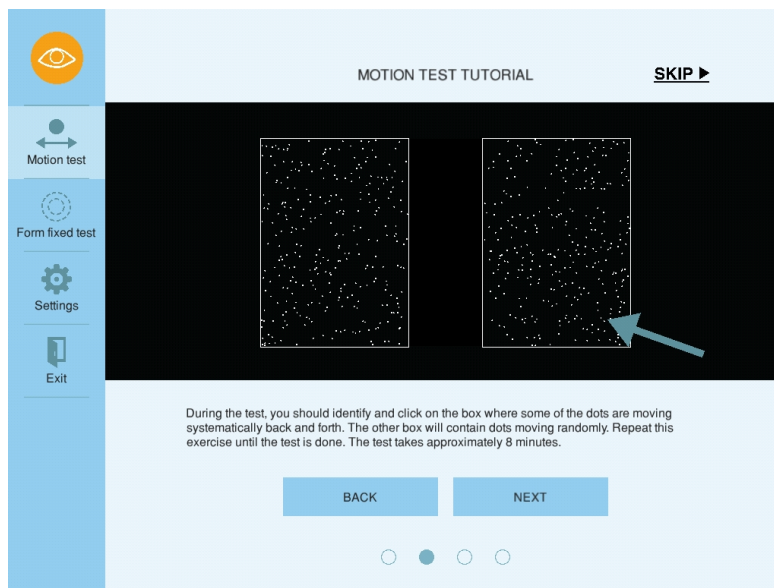 MOTION TEST TUTORIAL
SKIP
Motion test
Form fixed test
Settings
Exit
During the test, you should identify and click on the box where some of the dots are moving
systematically back and forth. The other box will contain dots moving randomly. Repeat this
exercise until the test is done. The test takes approximately 8 minutes.
BACK
NEXT